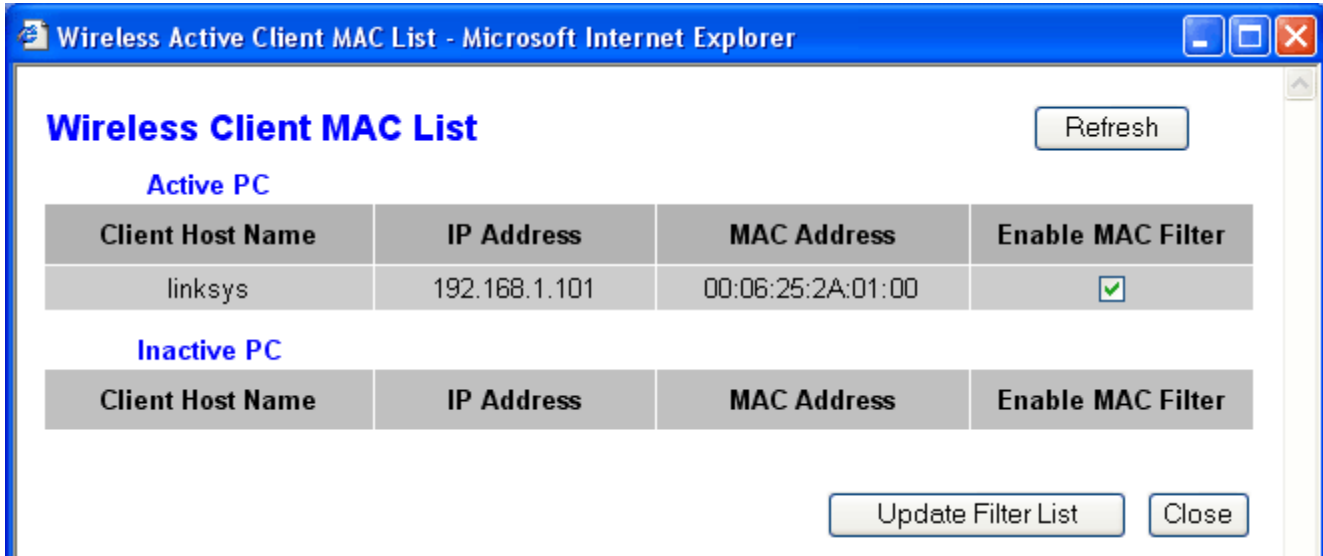 Wireless Active Client MAC List - Microsoft Internet Explorer
Wireless Client MAC List
Refresh
Active PC
Client Host Name IP Address MAC Address Enable MAC Filter
linksys 192.168.1.101 00:06:25:2A:01:00
Inactive PC
Client Host Name IP Address MAC Address Enable MAC Filter
Update Filter List Close